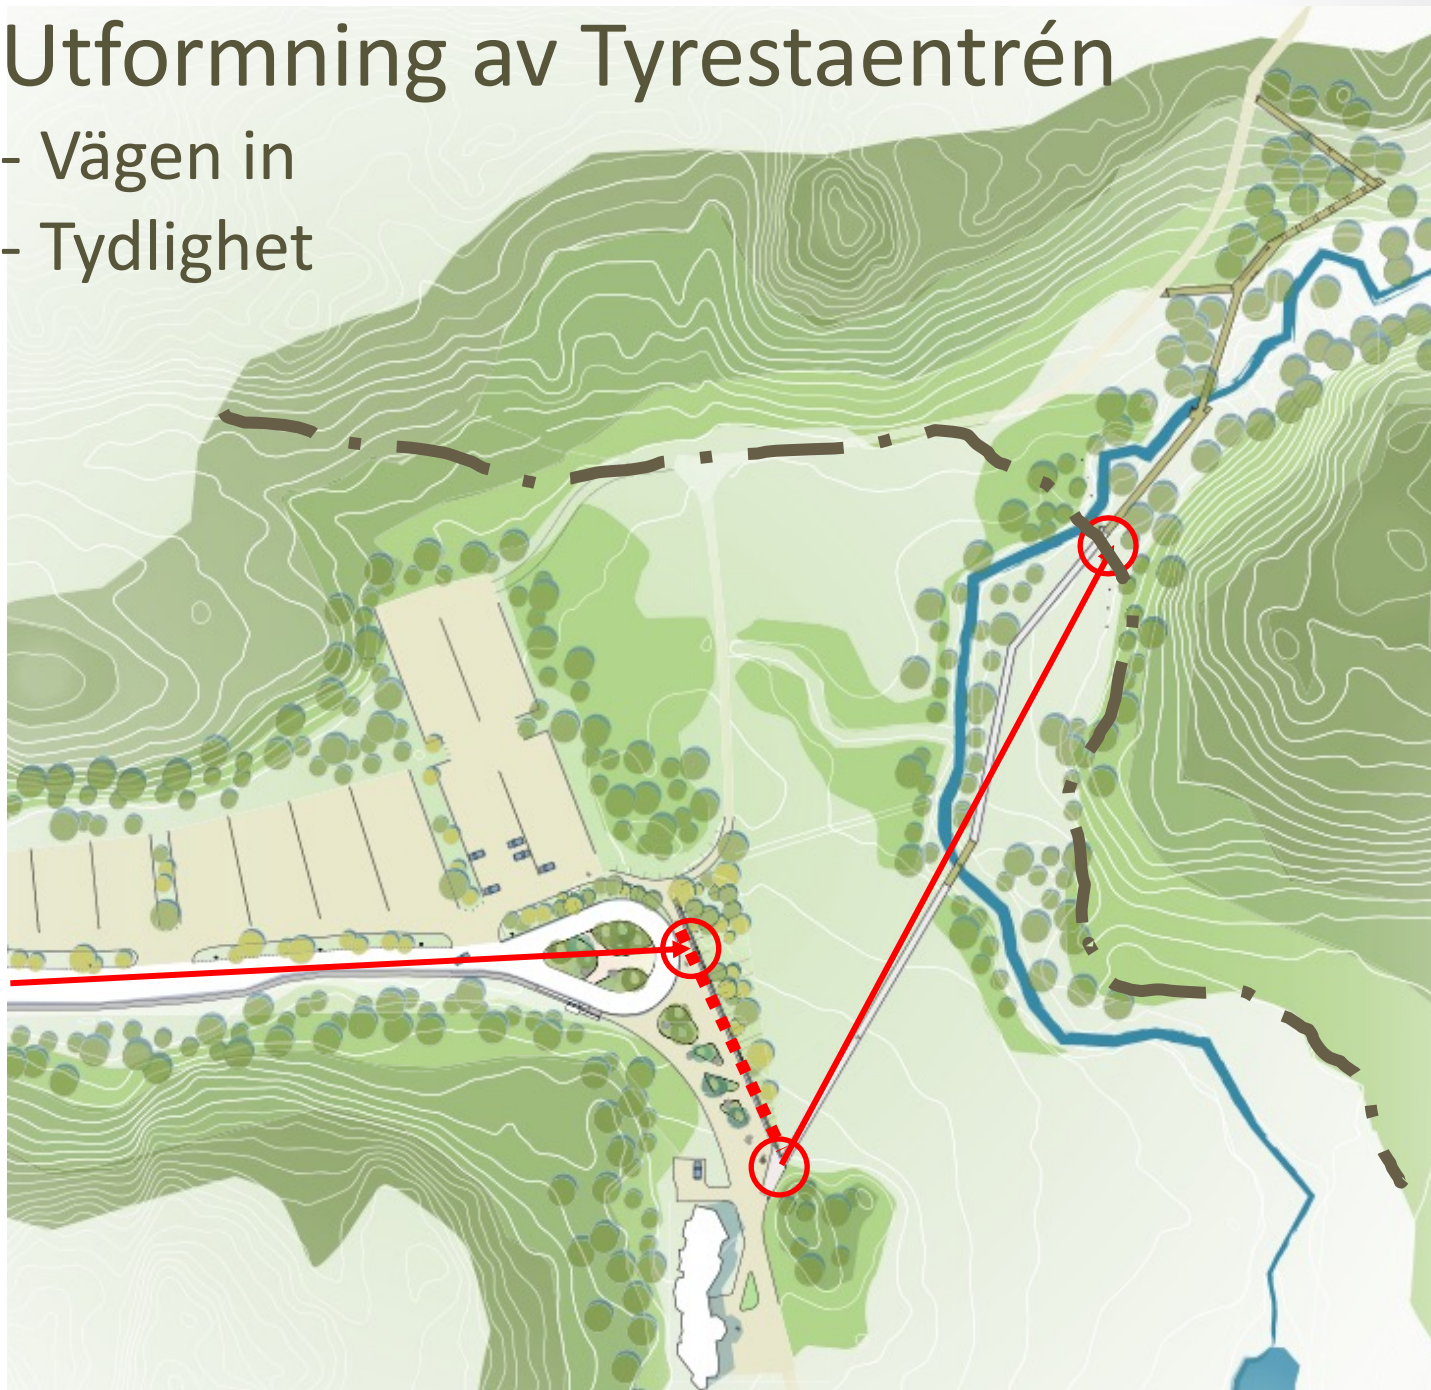 Utformning av Tyrestaentrén
- Vägen in
- Tydlighet